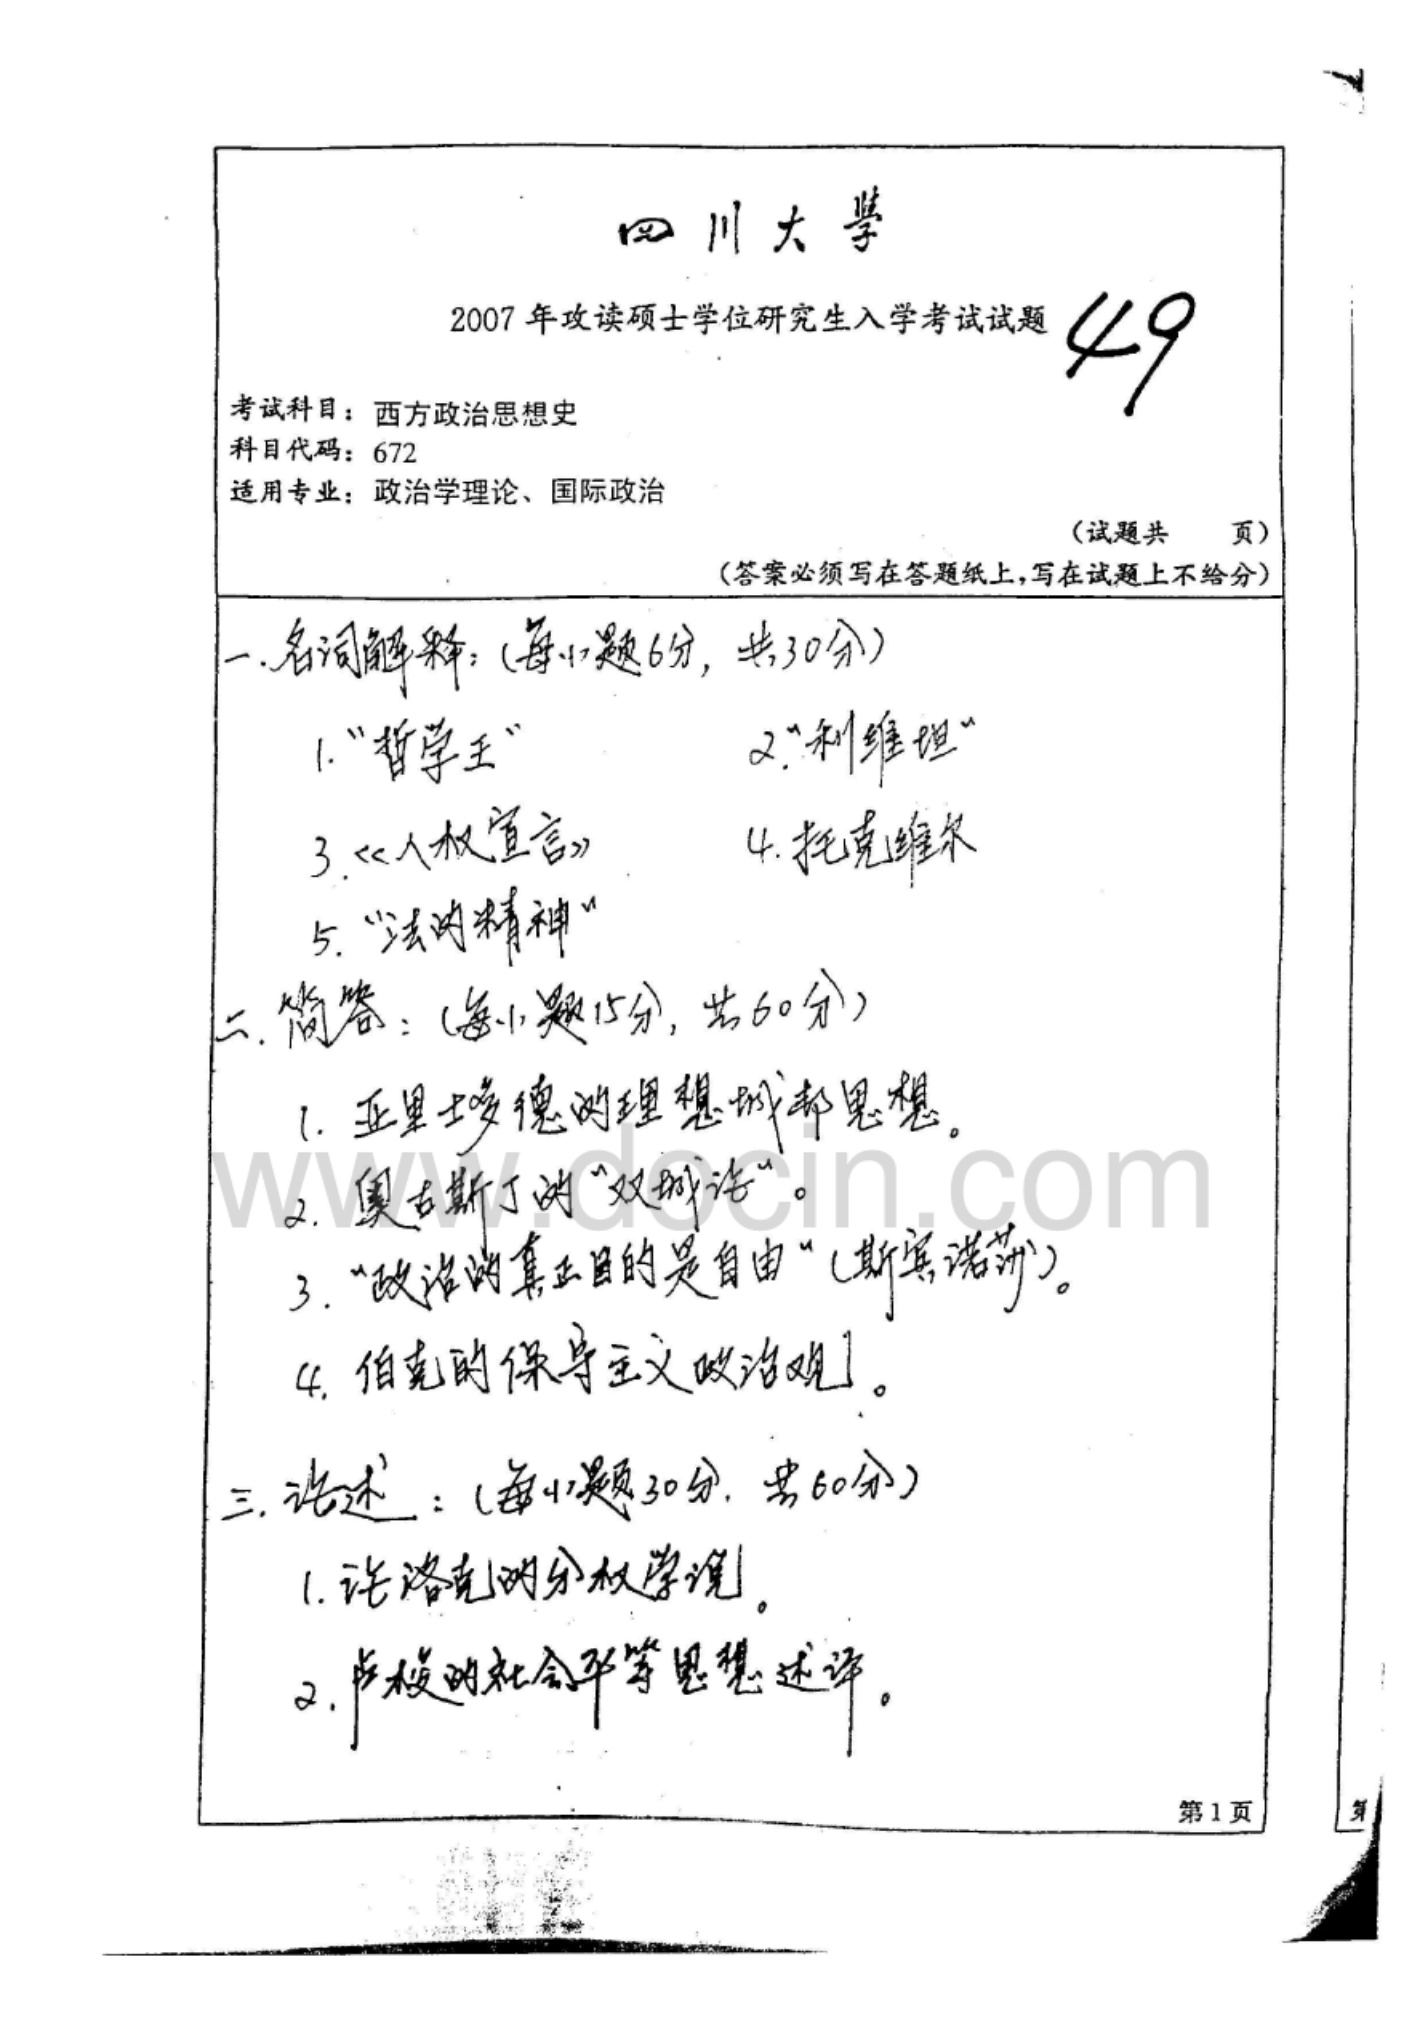 四川大學
2007年攻读硕士学位研究生入学考试试题
49
考试科目：西方政治思想史
科目代码：672
适用专业：政治学理论、国际政治
（试题共 页）
（答案必须写在答题纸上，写在试题上不给分）
一.名词解释：（每小题6分，共30分）
1.“哲学王” 2.“利维坦”
3.《人权宣言》 4.托克维尔
5.“法的精神”
二.简答：（每小题15分，共60分）
1. 亚里士多德的理想城邦思想。
2. 奥古斯丁的“双城论”。
3. “政治的真正目的是自由”（斯宾诺莎）。
4. 伯克的保守主义政治观。
三.论述：（每小题30分，共60分）
1.论洛克的分权学说。
2.卢梭的社会平等思想述评。
第1页
第
www.docin.com